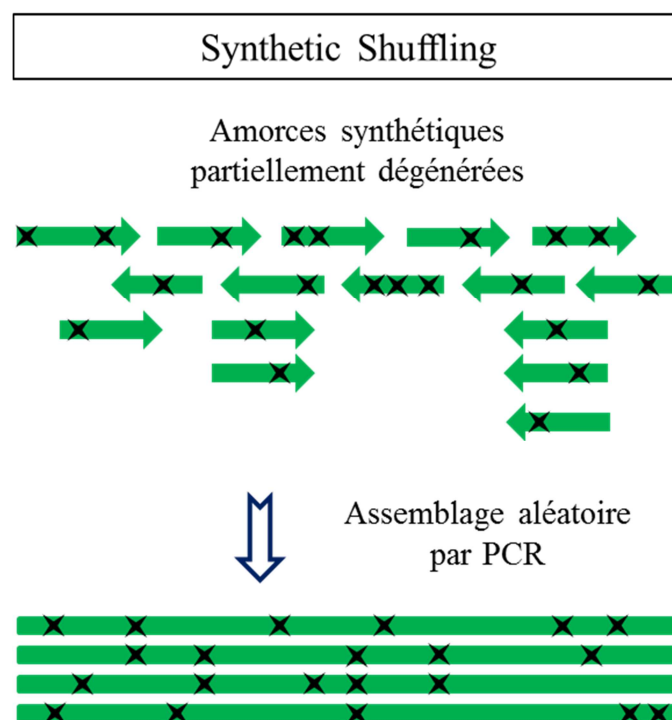 Synthetic Shuffling
Amorces synthétiques
partiellement dégénérées
Assemblage aléatoire
par PCR